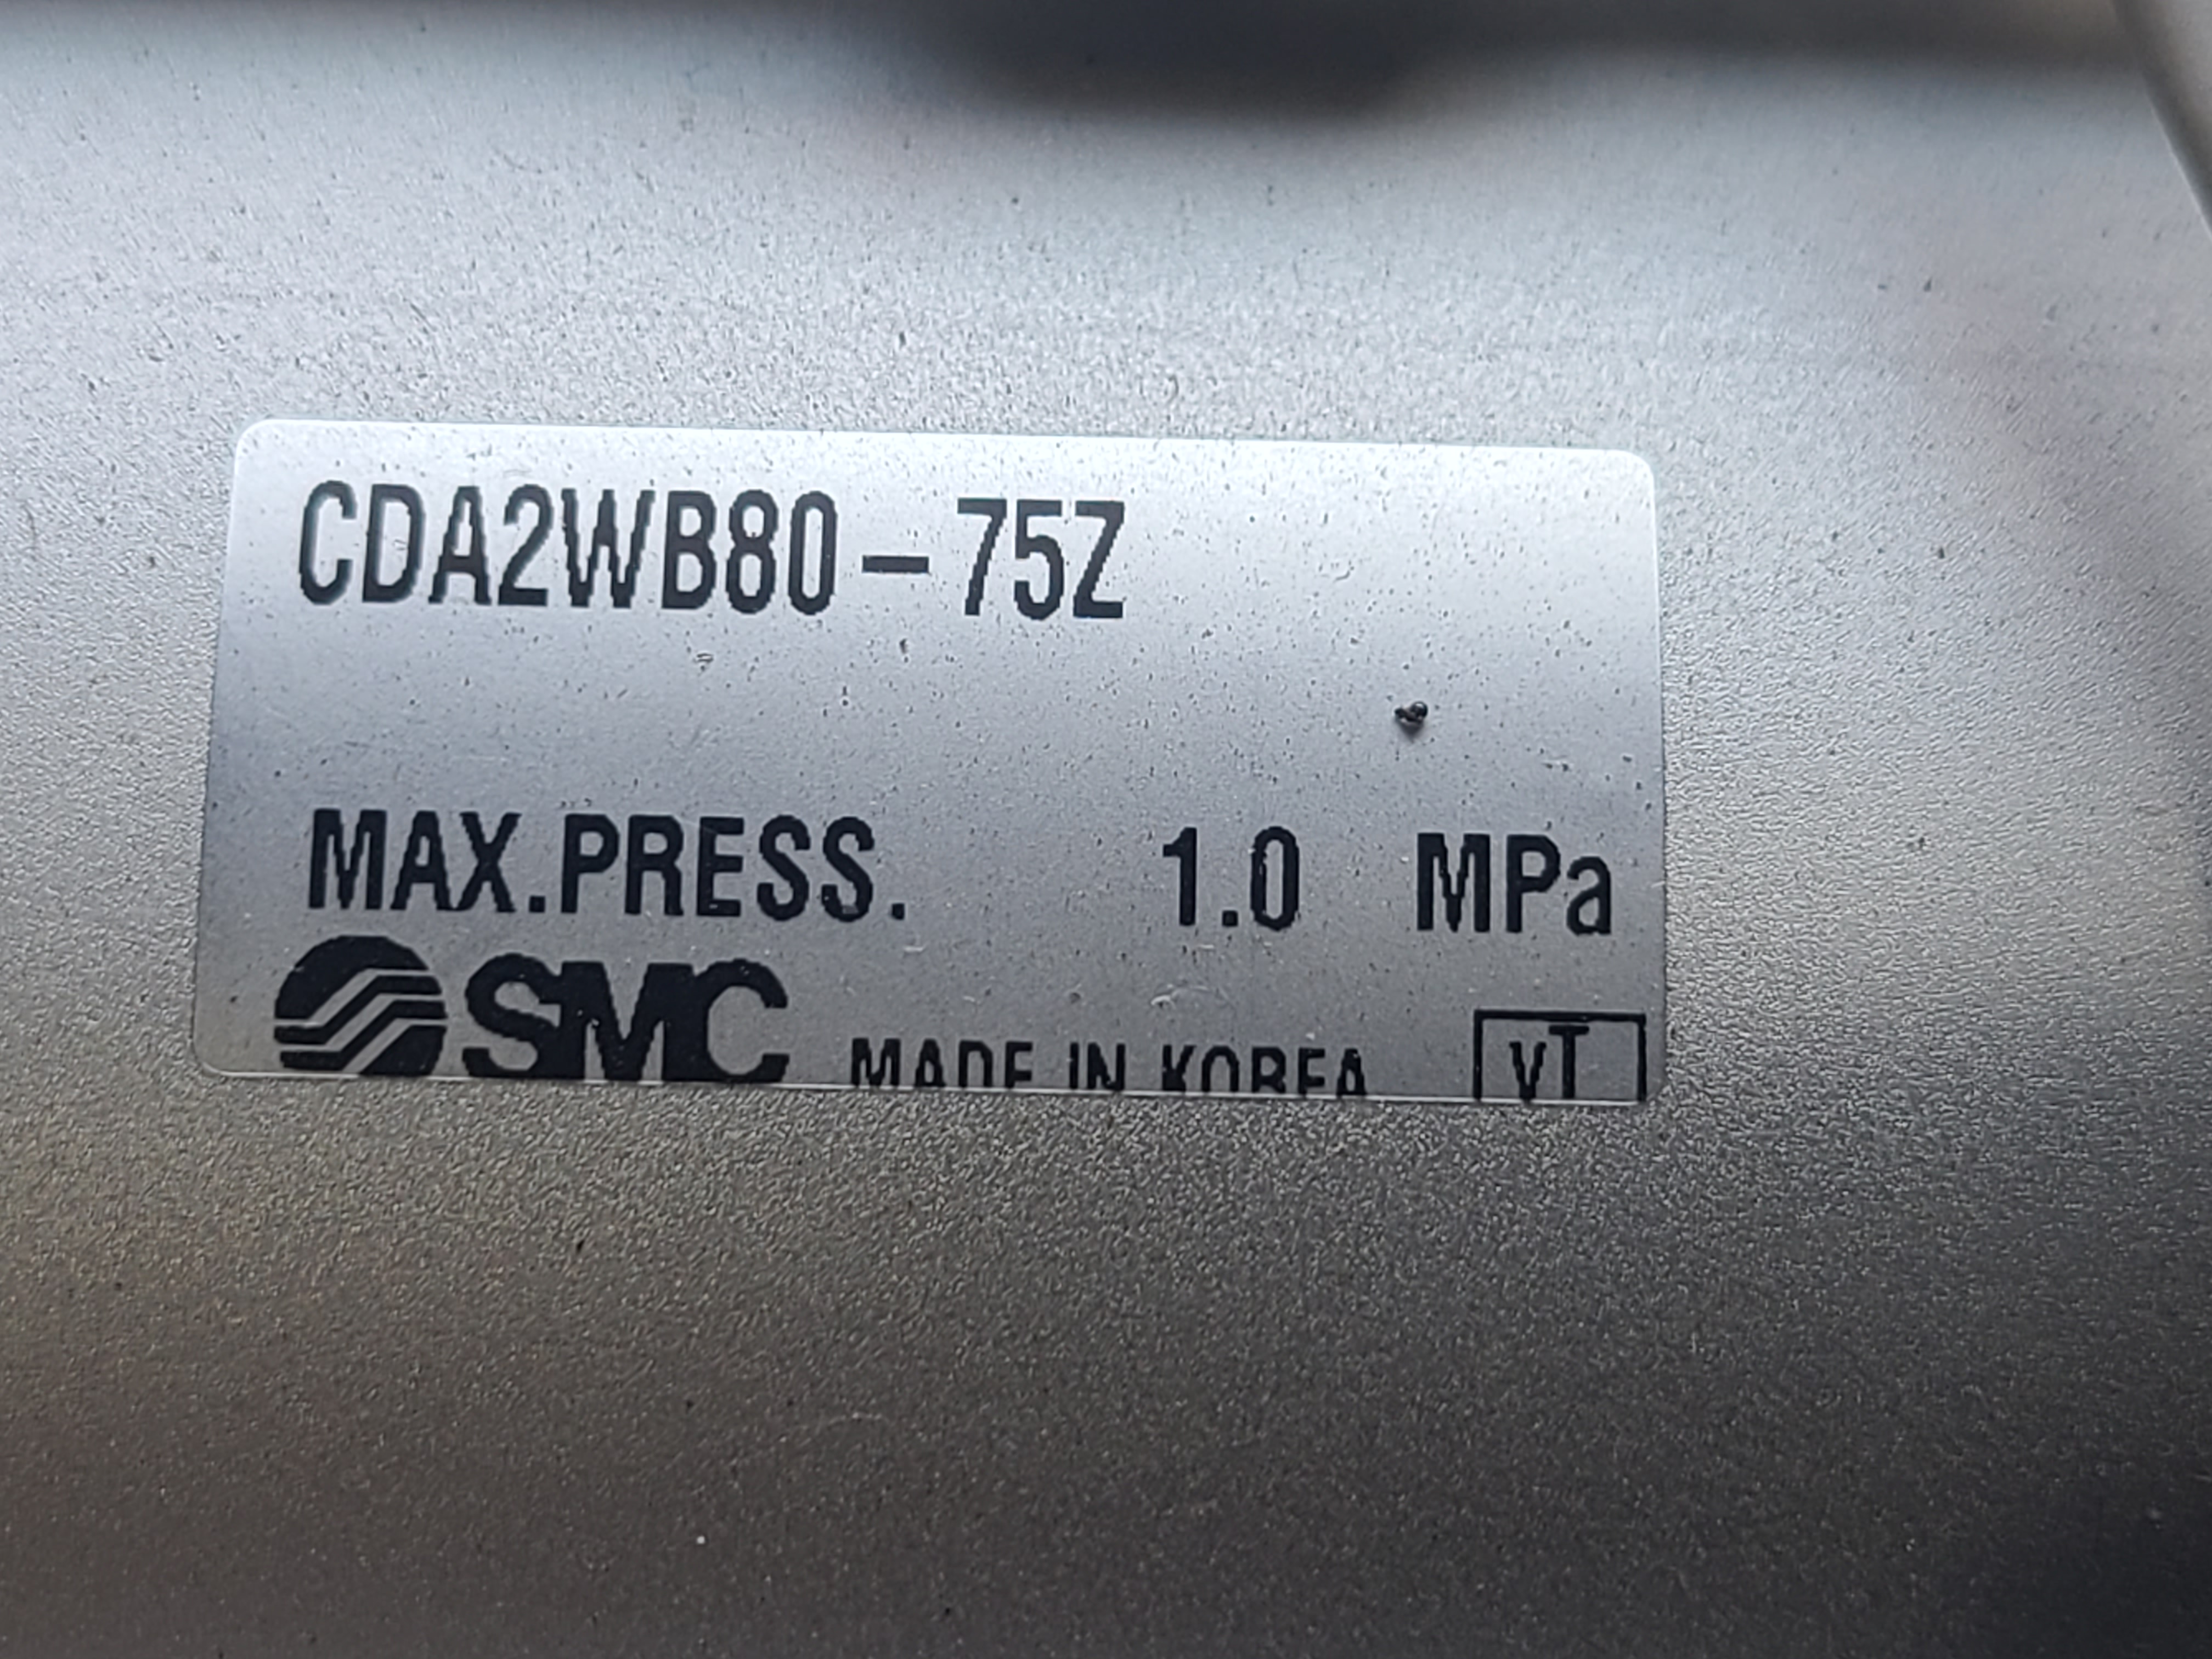 CDA2WB80-75Z
MAX.PRESS. 1.0 MPa
SMC MADE IN KOREA VT